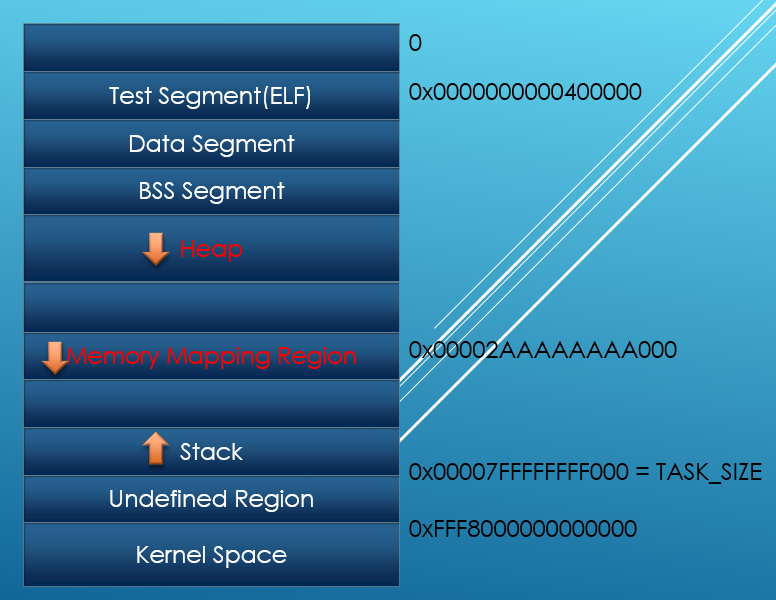 0
Test Segment(ELF)
0x0000000000400000
Data Segment
BSS Segment
Heap
Memory Mapping Region
0x00002AAAAAAAA000
Stack
0x00007FFFFFFFF000 = TASK_SIZE
Undefined Region
0xFFF8000000000000
Kernel Space